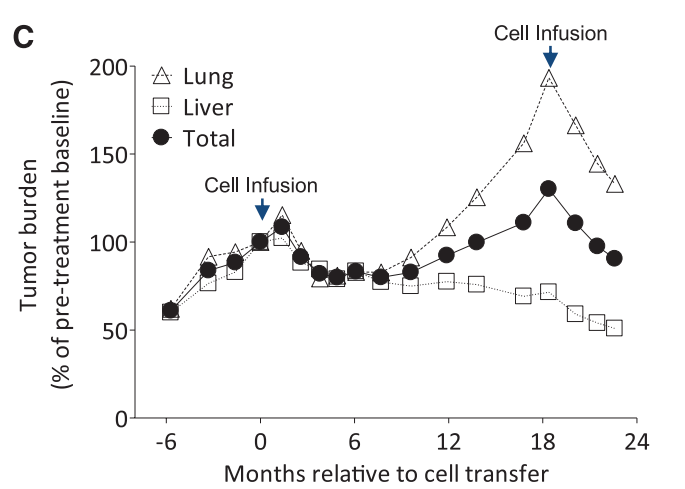 C
Cell Infusion
Lung
Liver
Total
Cell Infusion
Tumor burden
(% of pre-treatment baseline)
200
150
100
50
0
-6 0 6 12 18 24
Months relative to cell transfer